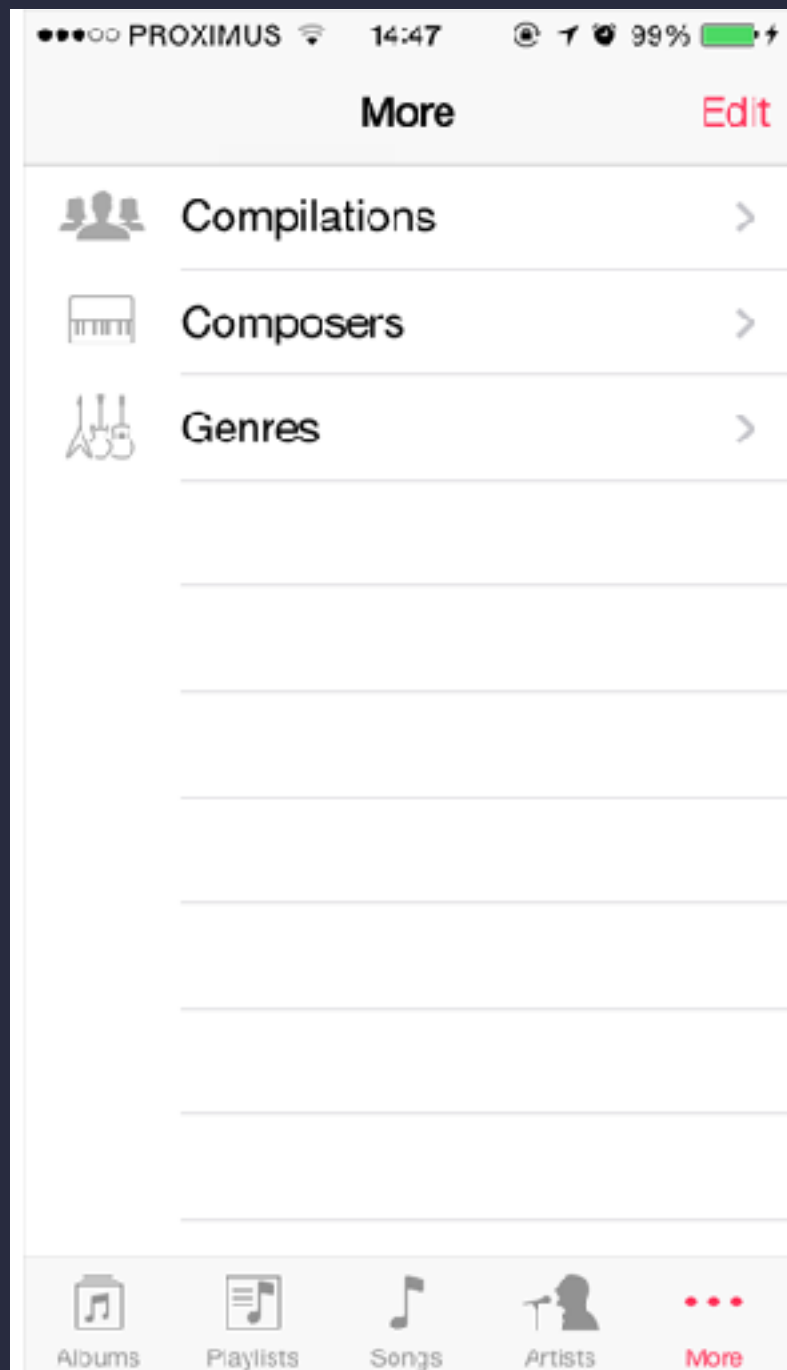 PROXIMUS 14:47 99%
More Edit
Compilations
Composers
Genres
Albums Playlists Songs Artists More